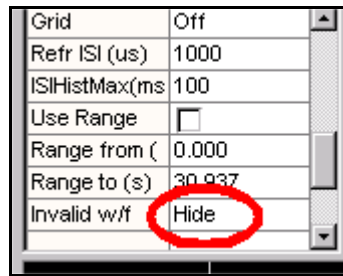 Grid Off
Refr ISI (us) 1000
ISIHistMax(ms 100
Use Range
Range from ( 0.000
Range to (s) 30.937
Invalid w/f Hide